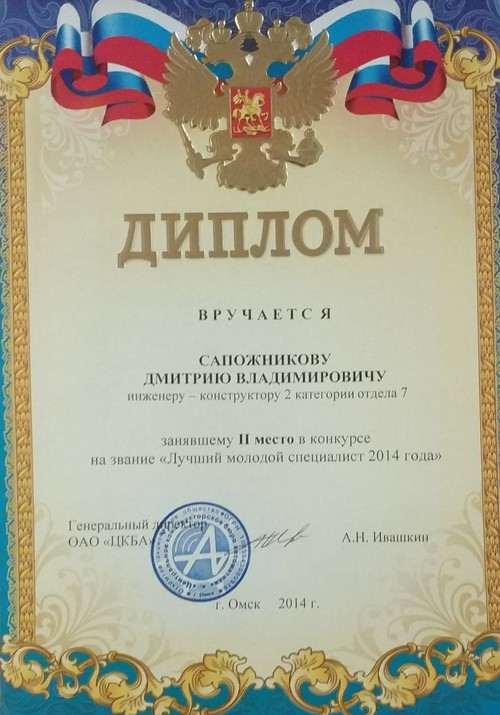 ДИПЛОМ
ВРУЧАЕТСЯ
САПОЖНИКОВУ
ДМИТРИЮ ВЛАДИМИРОВИЧУ
инженеру – конструктору 2 категории отдела 7
занявшему II место в конкурсе
на звание «Лучший молодой специалист 2014 года»
Генеральный директор
ОАО «ЦКБА»
А.Н. Ивашкин
г. Омск 2014 г.